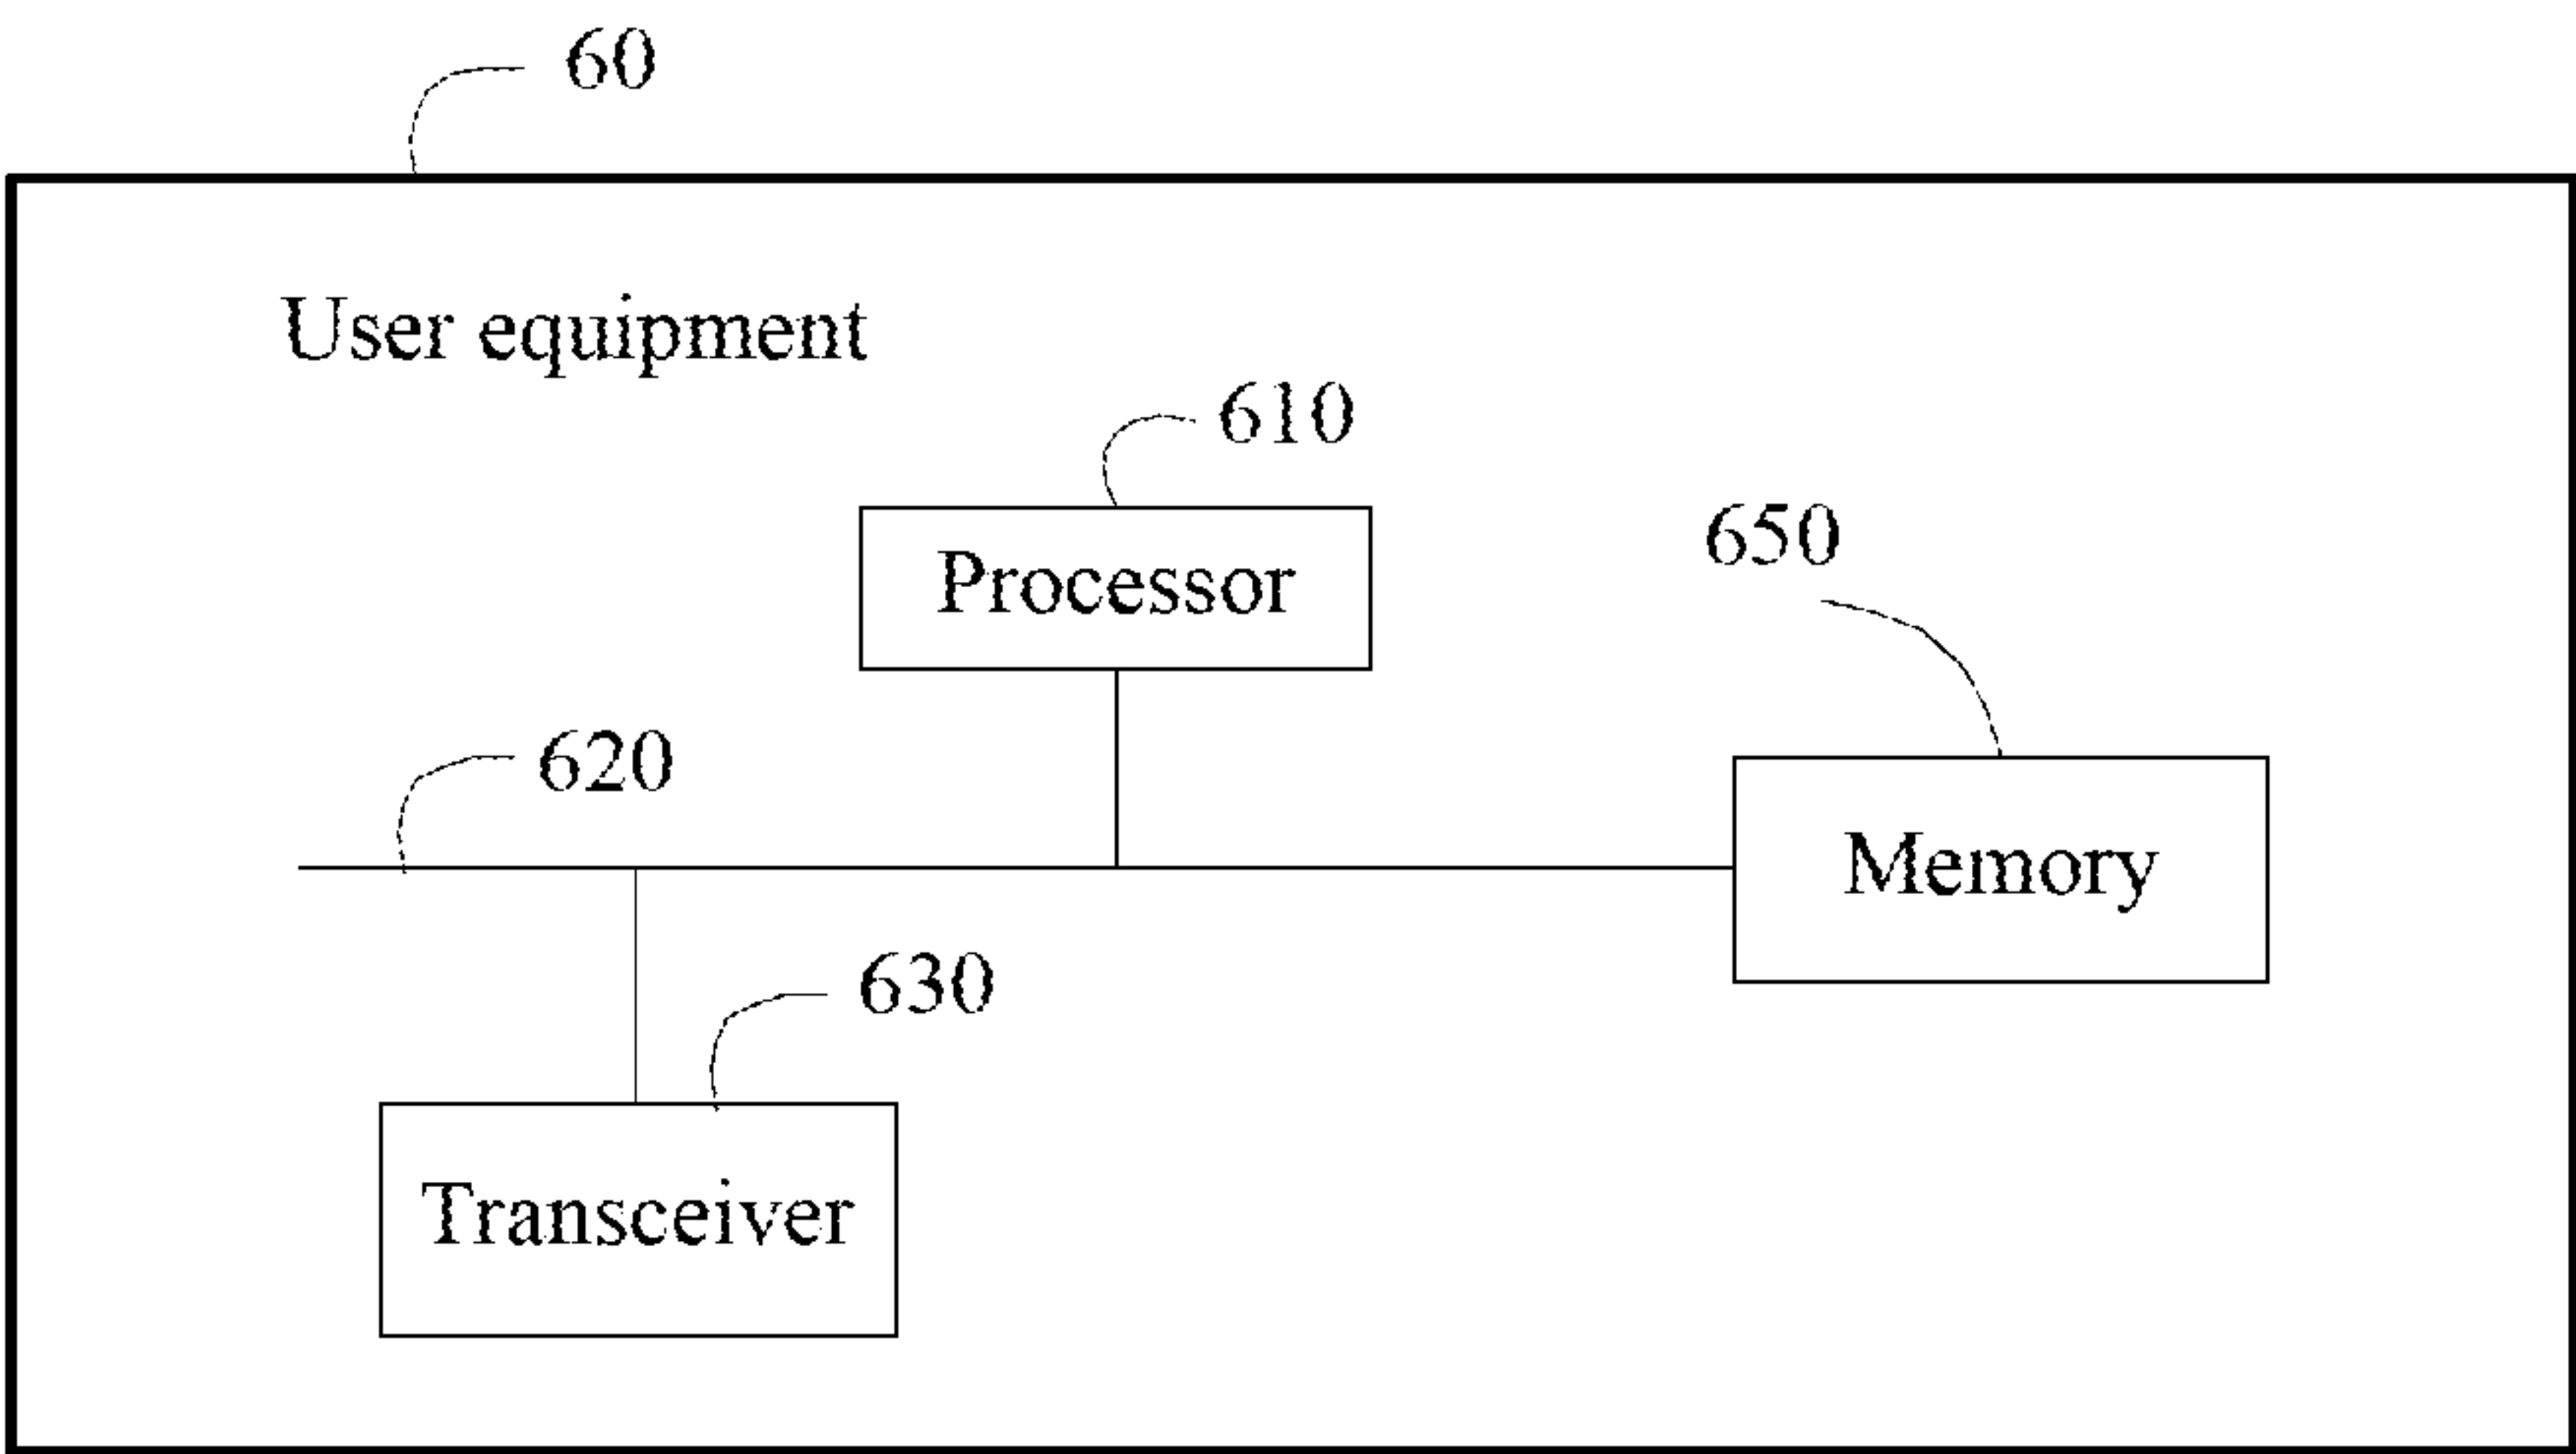 60
User equipment
610
Processor
650
620
Memory
630
Transceiver